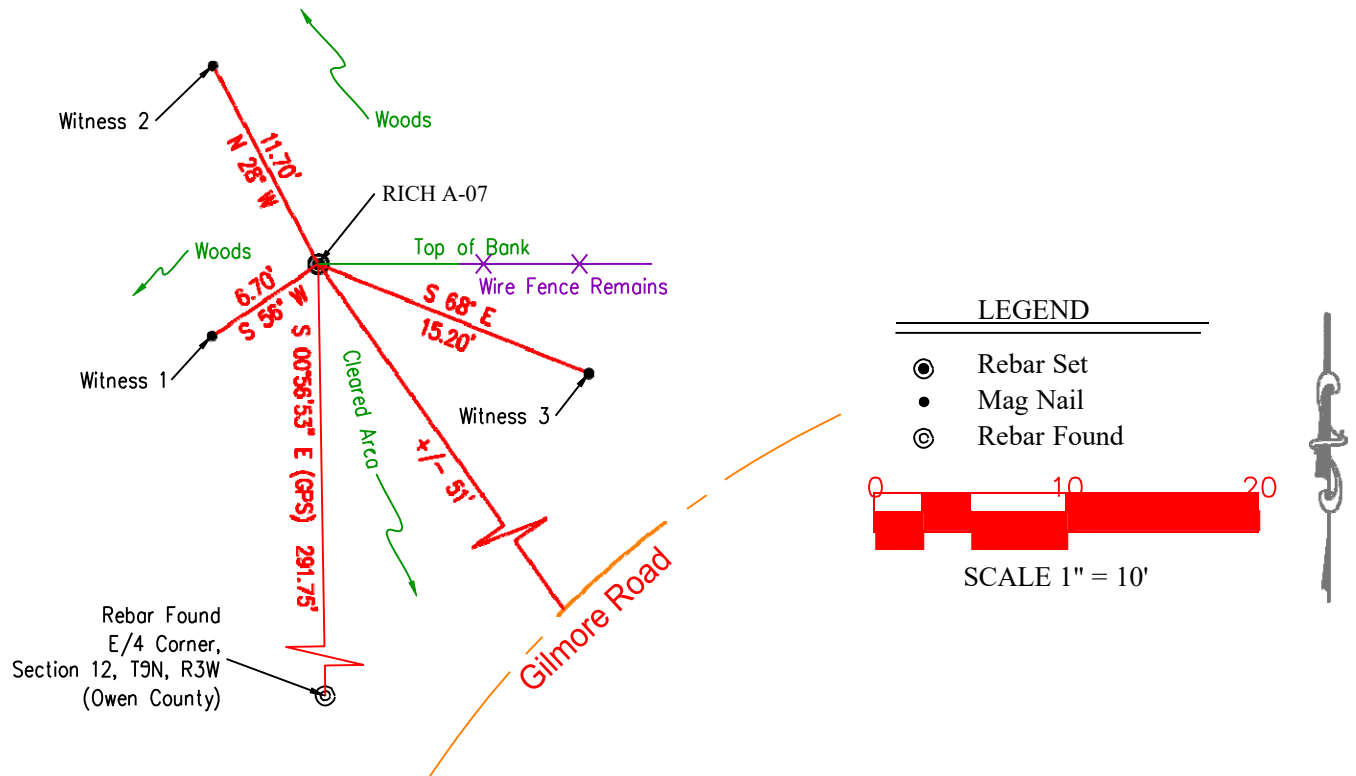 Woods
Witness 2
11.70'
N 28° W
RICH A-07
Woods
Top of Bank
Wire Fence Remains
6.70'
S 56° W
S 68° E
15.20'
Witness 1
Witness 3
S 00°56'53" E (GPS) 291.75'
Cleared Area
+/- 51'
Gilmore Road
Rebar Found
E/4 Corner,
Section 12, T9N, R3W
(Owen County)
LEGEND
Rebar Set
Mag Nail
Rebar Found
0 10 20
SCALE 1" = 10'